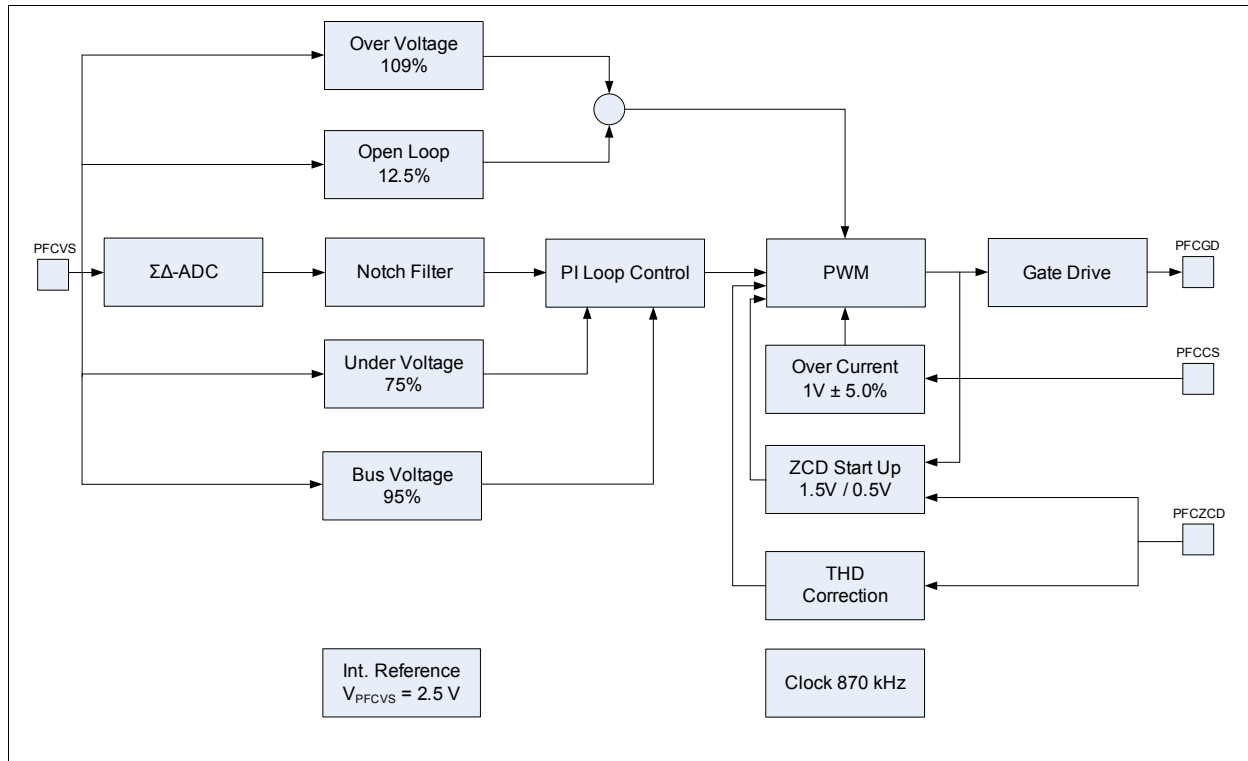 Over Voltage
109%
Open Loop
12.5%
PFCVS
ΣΔ-ADC
Notch Filter
PI Loop Control
PWM
Gate Drive
PFCGD
Under Voltage
75%
Over Current
1V ± 5.0%
PFCCS
Bus Voltage
95%
ZCD Start Up
1.5V / 0.5V
PFCZCD
THD
Correction
Int. Reference
VPFCVS = 2.5 V
Clock 870 kHz